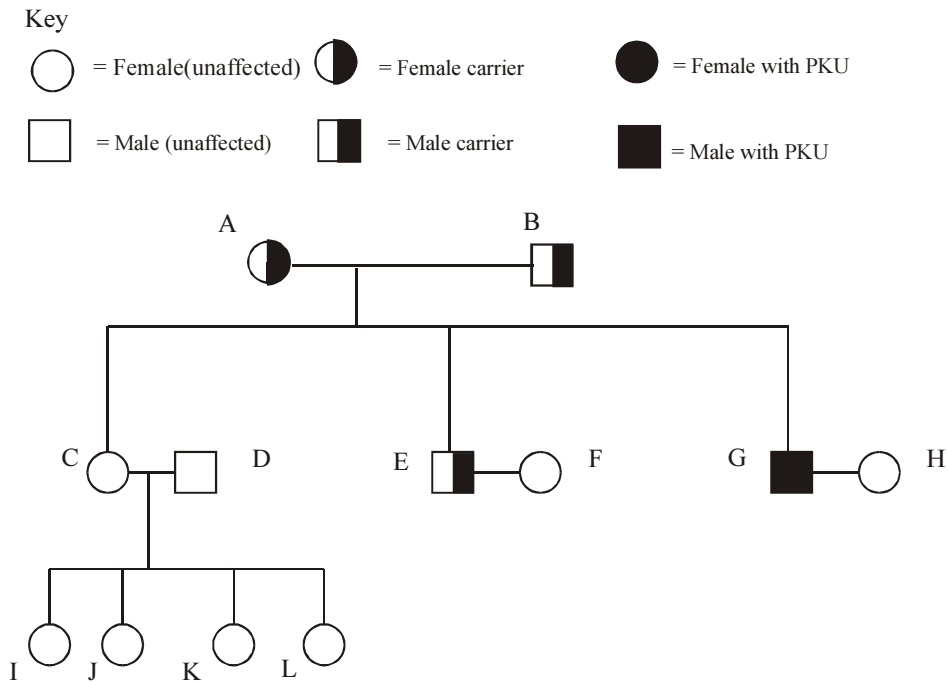 Key
= Female(unaffected) = Female carrier = Female with PKU
= Male (unaffected) = Male carrier = Male with PKU
A B
C D E F G H
I J K L